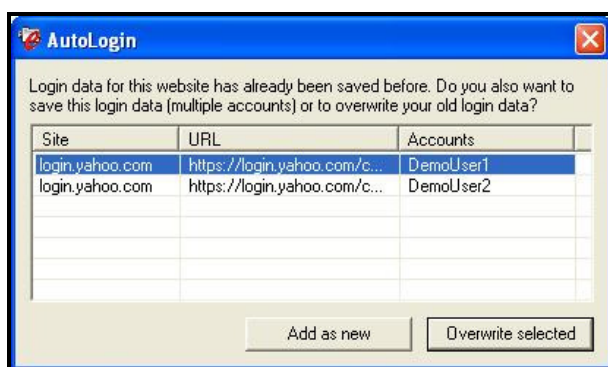 AutoLogin
Login data for this website has already been saved before. Do you also want to
save this login data (multiple accounts) or to overwrite your old login data?
Site URL Accounts
login.yahoo.com https://login.yahoo.com/c... DemoUser1
login.yahoo.com https://login.yahoo.com/c... DemoUser2
Add as new Overwrite selected